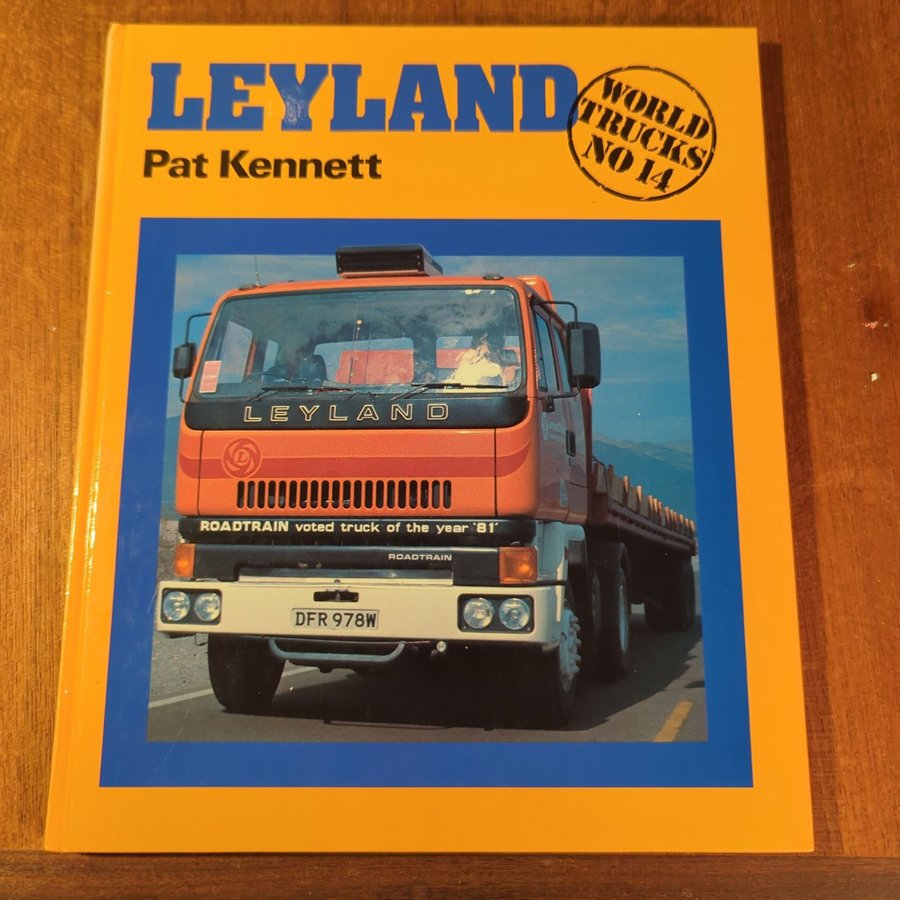 LEYLAND
WORLD
TRUCKS
NO 14
Pat Kennett
LEYLAND
L
ROADTRAIN voted truck of the year '81'
ROADTRAIN
DFR 978W